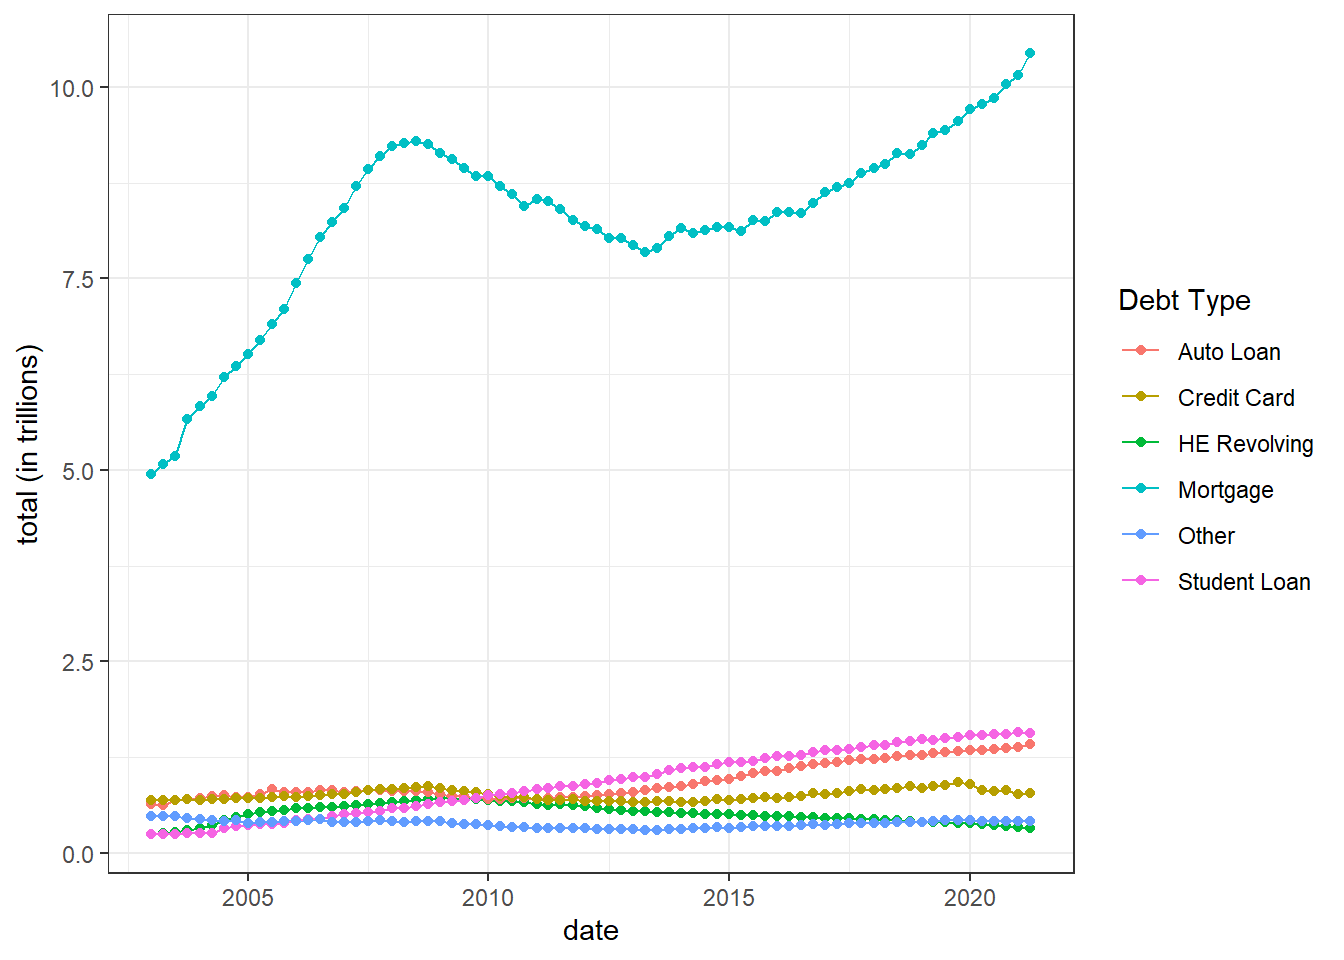 10.0
7.5
5.0
2.5
0.0
total (in trillions)
2005
2010
2015
2020
date
Debt Type
Auto Loan
Credit Card
HE Revolving
Mortgage
Other
Student Loan